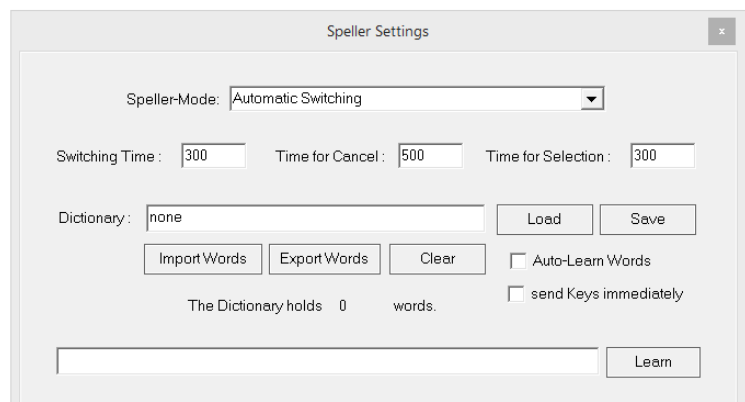 Speller Settings
x
Speller-Mode: Automatic Switching
Switching Time : 300 Time for Cancel : 500 Time for Selection : 300
Dictionary : none Load Save
Import Words Export Words Clear Auto-Learn Words
The Dictionary holds 0 words. send Keys immediately
Learn